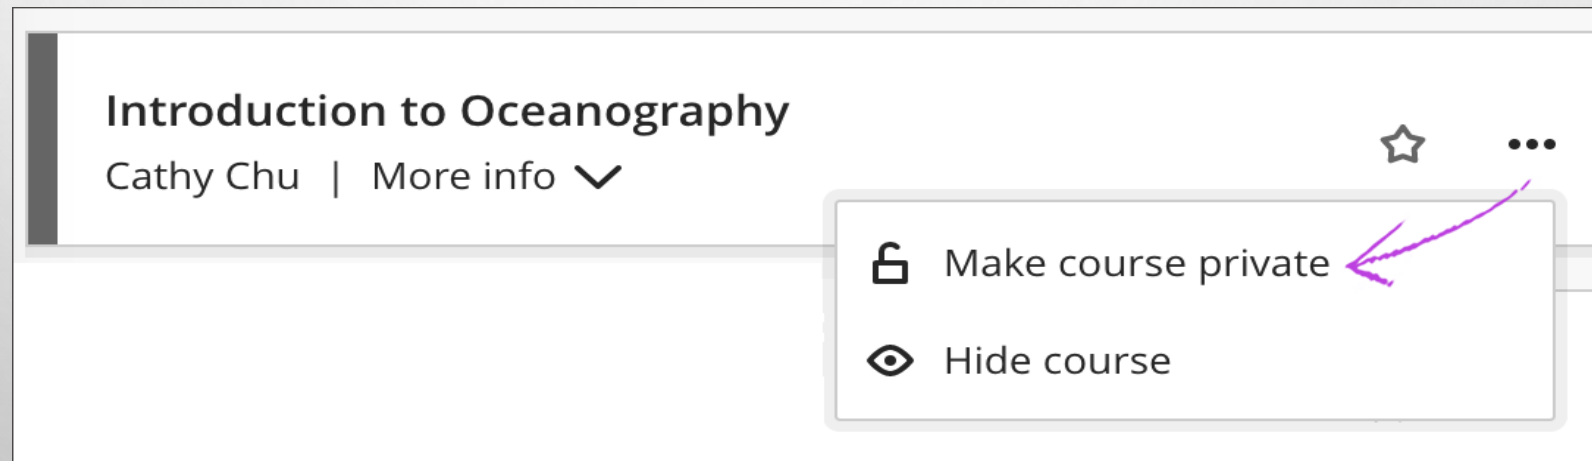 Introduction to Oceanography
Cathy Chu | More info
Make course private
Hide course